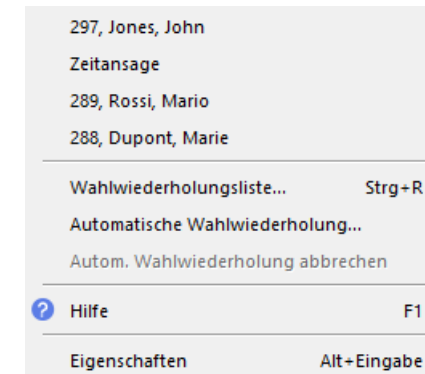 297, Jones, John
Zeitansage
289, Rossi, Mario
288, Dupont, Marie
Wahlwiederholungsliste... Strg+R
Automatische Wahlwiederholung...
Autom. Wahlwiederholung abbrechen
? Hilfe F1
Eigenschaften Alt+Eingabe